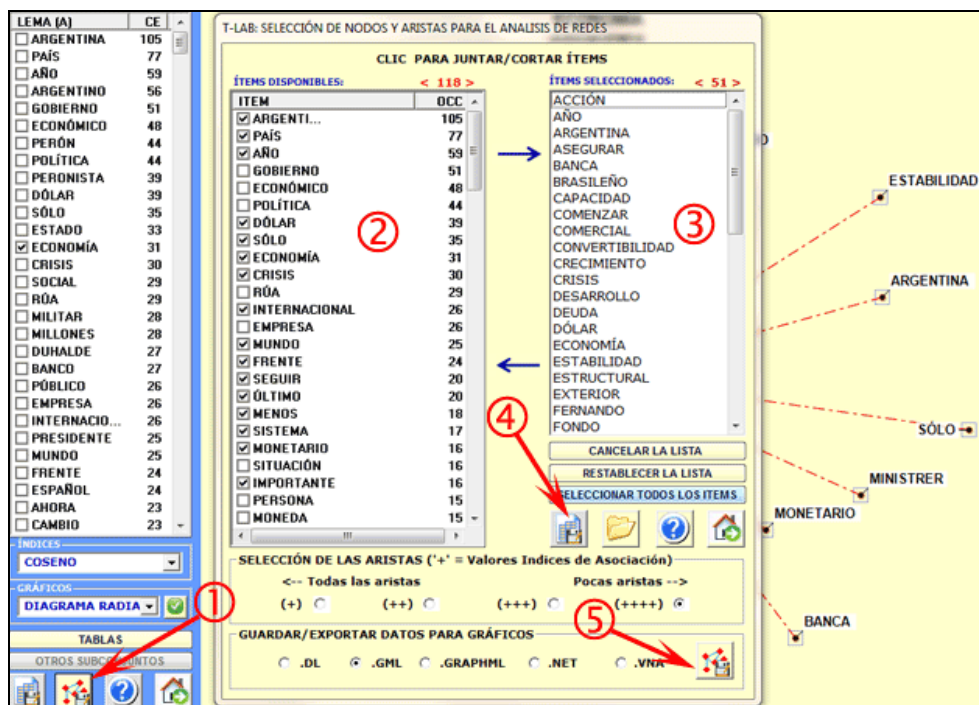 LEMA (A) CE
ARGENTINA 105
PAÍS 77
AÑO 59
ARGENTINO 56
GOBIERNO 51
ECONÓMICO 48
PERÓN 44
POLÍTICA 44
PERONISTA 39
DÓLAR 39
SÓLO 35
ESTADO 33
ECONOMÍA 31
CRISIS 30
SOCIAL 29
RÚA 29
MILITAR 28
MILLONES 28
DUHALDE 27
BANCO 27
PÚBLICO 26
EMPRESA 26
INTERNACIO... 26
PRESIDENTE 25
MUNDO 25
FRENTE 24
ESPAÑOL 24
AHORA 23
CAMBIO 23
ÍNDICES
COSENO
GRÁFICOS
DIAGRAMA RADIA
1
TABLAS
OTROS SUBCONJUNTOS
T-LAB: SELECCIÓN DE NODOS Y ARISTAS PARA EL ANALISIS DE REDES
CLIC PARA JUNTAR/CORTAR ÍTEMS
ÍTEMS DISPONIBLES: < 118 >
ITEM OCC
ARGENTI... 105
PAÍS 77
AÑO 59
GOBIERNO 51
ECONÓMICO 48
POLÍTICA 44
DÓLAR 39
SÓLO 35
ECONOMÍA 31
CRISIS 30
RÚA 29
INTERNACIONAL 26
EMPRESA 26
MUNDO 25
FRENTE 24
SEGUIR 20
ÚLTIMO 20
MENOS 18
SISTEMA 17
MONETARIO 16
SITUACIÓN 16
IMPORTANTE 16
PERSONA 15
MONEDA 15
2
ÍTEMS SELECCIONADOS: < 51 >
ACCIÓN
AÑO
ARGENTINA
ASEGURAR
BANCA
BRASILEÑO
CAPACIDAD
COMENZAR
COMERCIAL
CONVERTIBILIDAD
CRECIMIENTO
CRISIS
DESARROLLO
DEUDA
DÓLAR
ECONOMÍA
ESTABILIDAD
ESTRUCTURAL
EXTERIOR
FERNANDO
FONDO
3
4
CANCELAR LA LISTA
RESTABLECER LA LISTA
SELECCIONAR TODOS LOS ITEMS
SELECCIÓN DE LAS ARISTAS ('+' = Valores Indices de Asociación)
<-- Todas las aristas Pocas aristas -->
(+) (++) (+++) (++++)
5
GUARDAR/EXPORTAR DATOS PARA GRÁFICOS
.DL .GML .GRAPHML .NET .VNA
ESTABILIDAD
ARGENTINA
SÓLO
MINISTRER
MONETARIO
BANCA